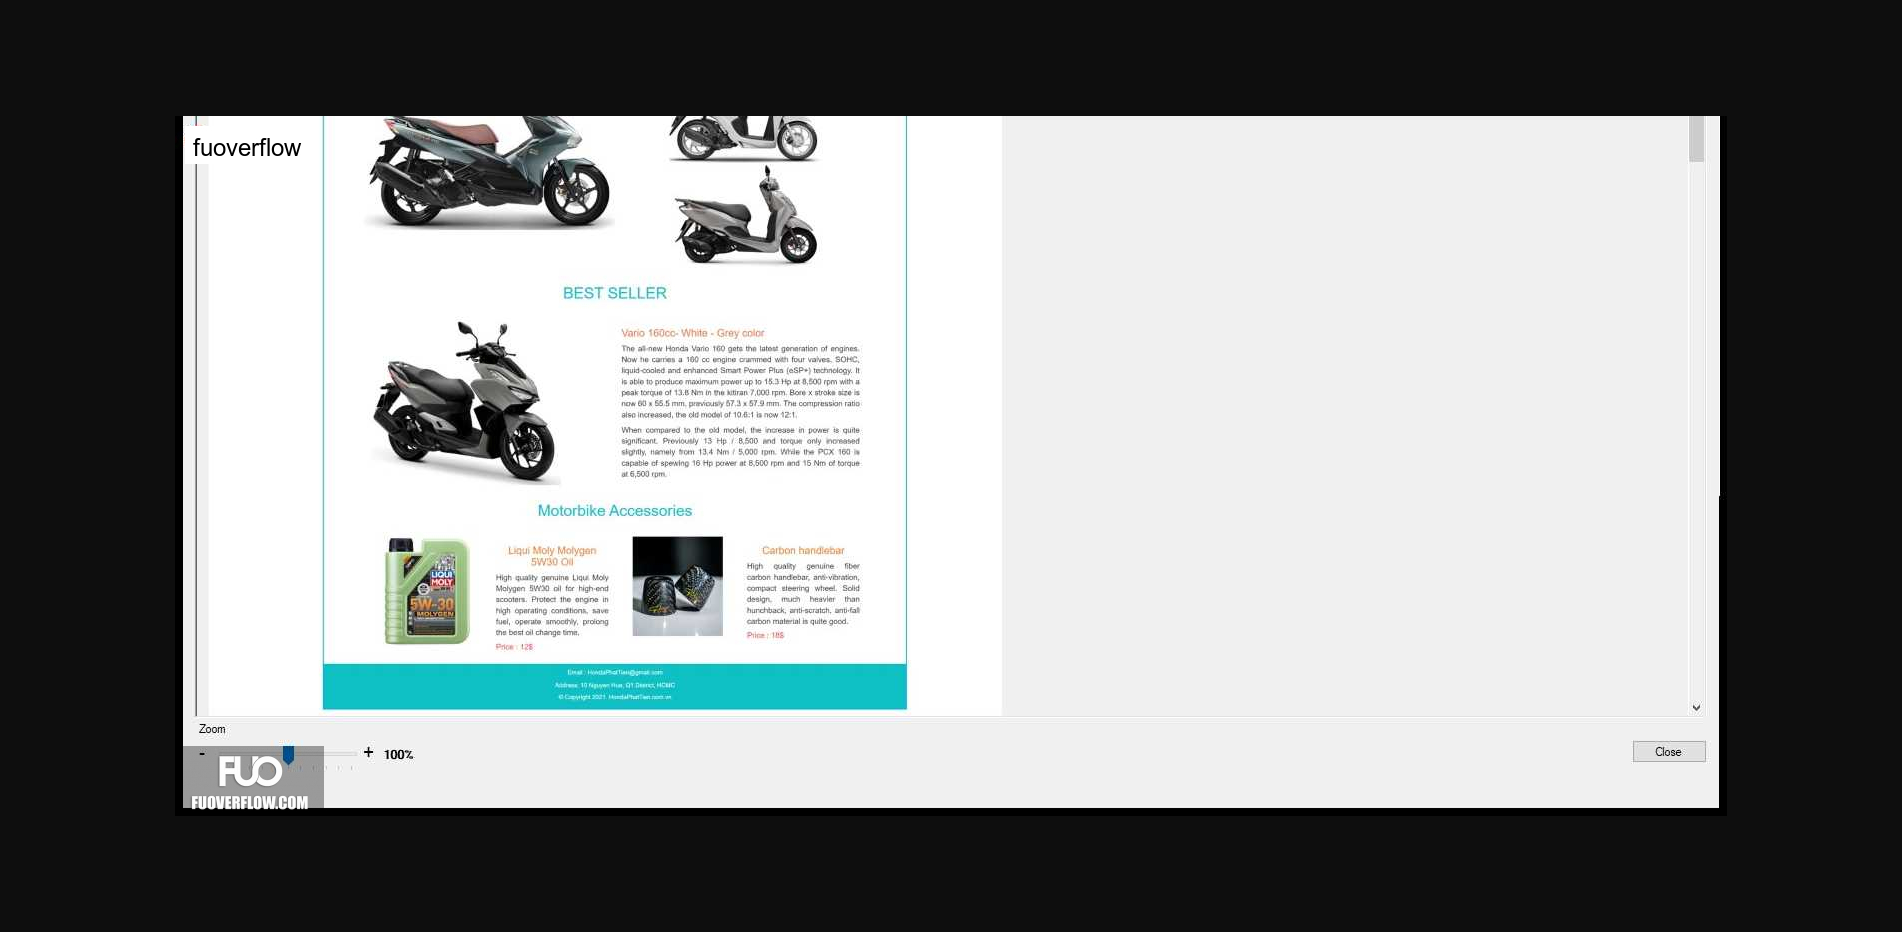 fuoverflow
BEST SELLER
Vario 160cc- White - Grey color
The all-new Honda Vario 160 gets the latest generation of engines.
Now he carries a 160 cc engine crammed with four valves, SOHC,
liquid-cooled and enhanced Smart Power Plus (eSP+) technology. It
is able to produce maximum power up to 15.3 Hp at 8,500 rpm with a
peak torque of 13.8 Nm in the kitiran 7,000 rpm. Bore x stroke size is
now 60 x 55.5 mm, previously 57.3 x 57.9 mm. The compression ratio
also increased, the old model of 10.6:1 is now 12:1.
When compared to the old model, the increase in power is quite
significant. Previously 13 Hp / 8,500 and torque only increased
slightly, namely from 13.4 Nm / 5,000 rpm. While the PCX 160 is
capable of spewing 16 Hp power at 8,500 rpm and 15 Nm of torque
at 6,500 rpm.
Motorbike Accessories
LIQUI
MOLY
5W-30
MOLYGEN
Liqui Moly Molygen
5W30 Oil
High quality genuine Liqui Moly
Molygen 5W30 oil for high-end
scooters. Protect the engine in
high operating conditions, save
fuel, operate smoothly, prolong
the best oil change time.
Price : 12$
Carbon handlebar
High quality genuine fiber
carbon handlebar, anti-vibration,
compact steering wheel. Solid
design, much heavier than
hunchback, anti-scratch, anti-fall
carbon material is quite good.
Price : 18$
Email : HondaPhatTien@gmail.com
Address: 10 Nguyen Hue, Q1 District, HCMC
© Copyright 2021 HondaPhatTien.com.vn
Zoom
- + 100%
Close
FUO
FUOVERFLOW.COM